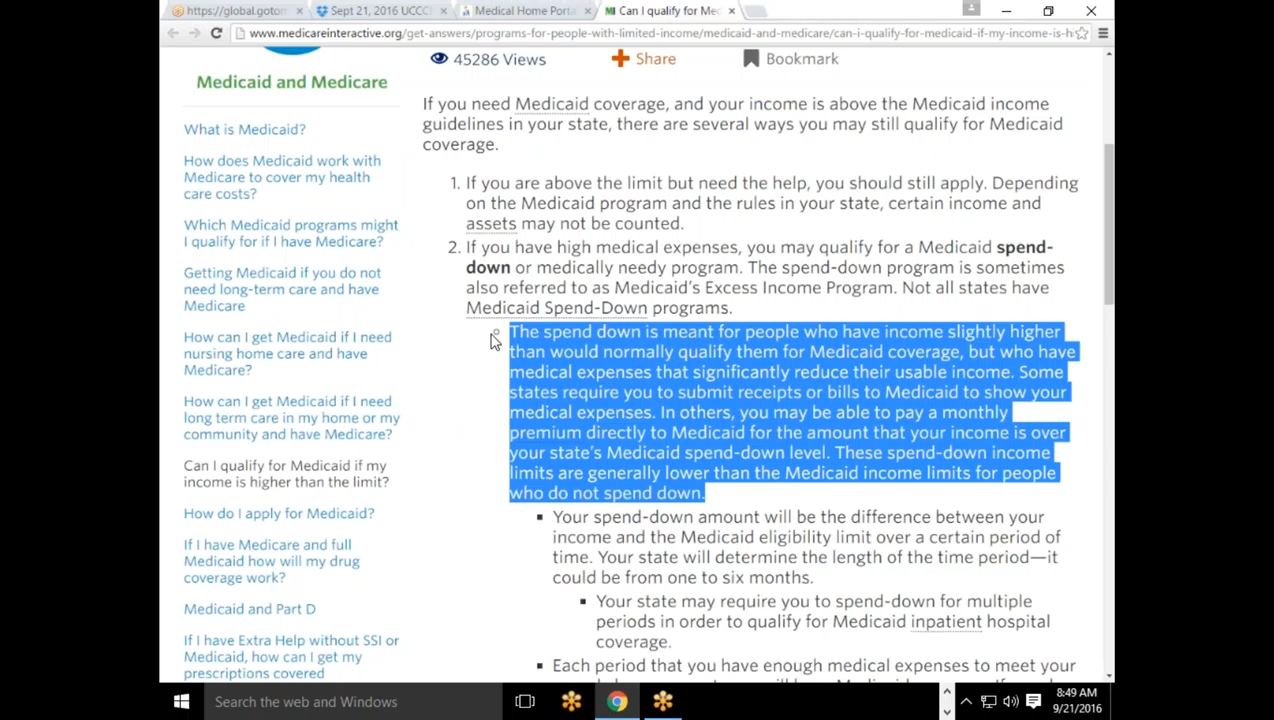 https://global.gotom
Sept 21, 2016 UCCCN
Medical Home Porta
Can I qualify for Me
www.medicareinteractive.org/get-answers/programs-for-people-with-limited-income/medicaid-and-medicare/can-i-qualify-for-medicaid-if-my-income-is-h
45286 Views
Share
Bookmark
Medicaid and Medicare
What is Medicaid?
How does Medicaid work with
Medicare to cover my health
care costs?
Which Medicaid programs might
I qualify for if I have Medicare?
Getting Medicaid if you do not
need long-term care and have
Medicare
How can I get Medicaid if I need
nursing home care and have
Medicare?
How can I get Medicaid if I need
long term care in my home or my
community and have Medicare?
Can I qualify for Medicaid if my
income is higher than the limit?
How do I apply for Medicaid?
If I have Medicare and full
Medicaid how will my drug
coverage work?
Medicaid and Part D
If I have Extra Help without SSI or
Medicaid, how can I get my
prescriptions covered
If you need Medicaid coverage, and your income is above the Medicaid income
guidelines in your state, there are several ways you may still qualify for Medicaid
coverage.
1. If you are above the limit but need the help, you should still apply. Depending
on the Medicaid program and the rules in your state, certain income and
assets may not be counted.
2. If you have high medical expenses, you may qualify for a Medicaid spend-
down or medically needy program. The spend-down program is sometimes
also referred to as Medicaid's Excess Income Program. Not all states have
Medicaid Spend-Down programs.
The spend down is meant for people who have income slightly higher
than would normally qualify them for Medicaid coverage, but who have
medical expenses that significantly reduce their usable income. Some
states require you to submit receipts or bills to Medicaid to show your
medical expenses. In others, you may be able to pay a monthly
premium directly to Medicaid for the amount that your income is over
your state's Medicaid spend-down level. These spend-down income
limits are generally lower than the Medicaid income limits for people
who do not spend down.
Your spend-down amount will be the difference between your
income and the Medicaid eligibility limit over a certain period of
time. Your state will determine the length of the time period—it
could be from one to six months.
Your state may require you to spend-down for multiple
periods in order to qualify for Medicaid inpatient hospital
coverage.
Each period that you have enough medical expenses to meet your
Search the web and Windows
8:49 AM
9/21/2016